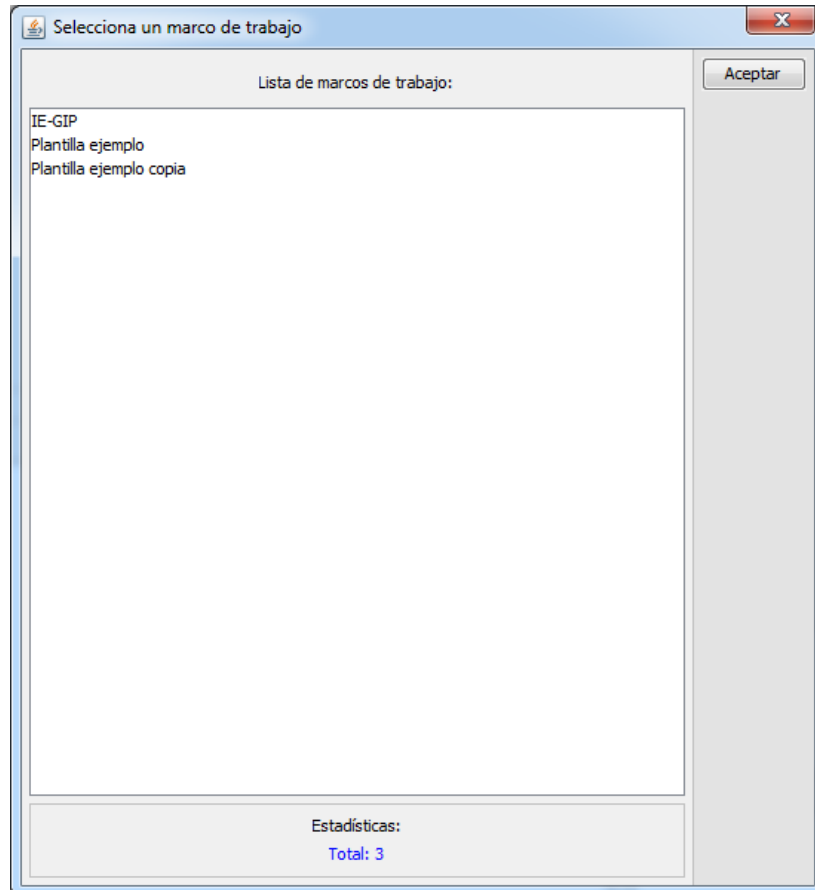 Selecciona un marco de trabajo
Lista de marcos de trabajo:
Aceptar
IE-GIP
Plantilla ejemplo
Plantilla ejemplo copia
Estadísticas:
Total: 3